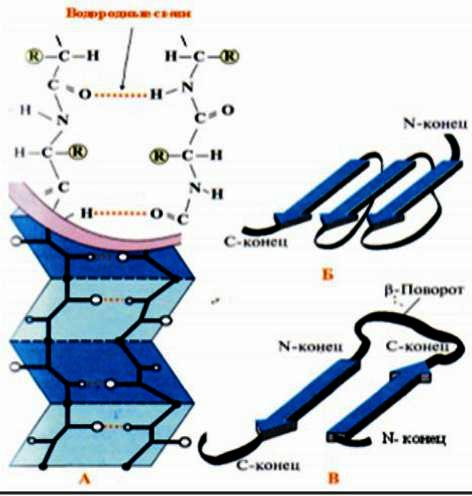 Водородные связи
R C H C H R
C O H N
H N C O
H C R R C H
C N H
H O C
N-конец
C-конец
Б
β-Поворот
N-конец C-конец
N- конец
C-конец
А В